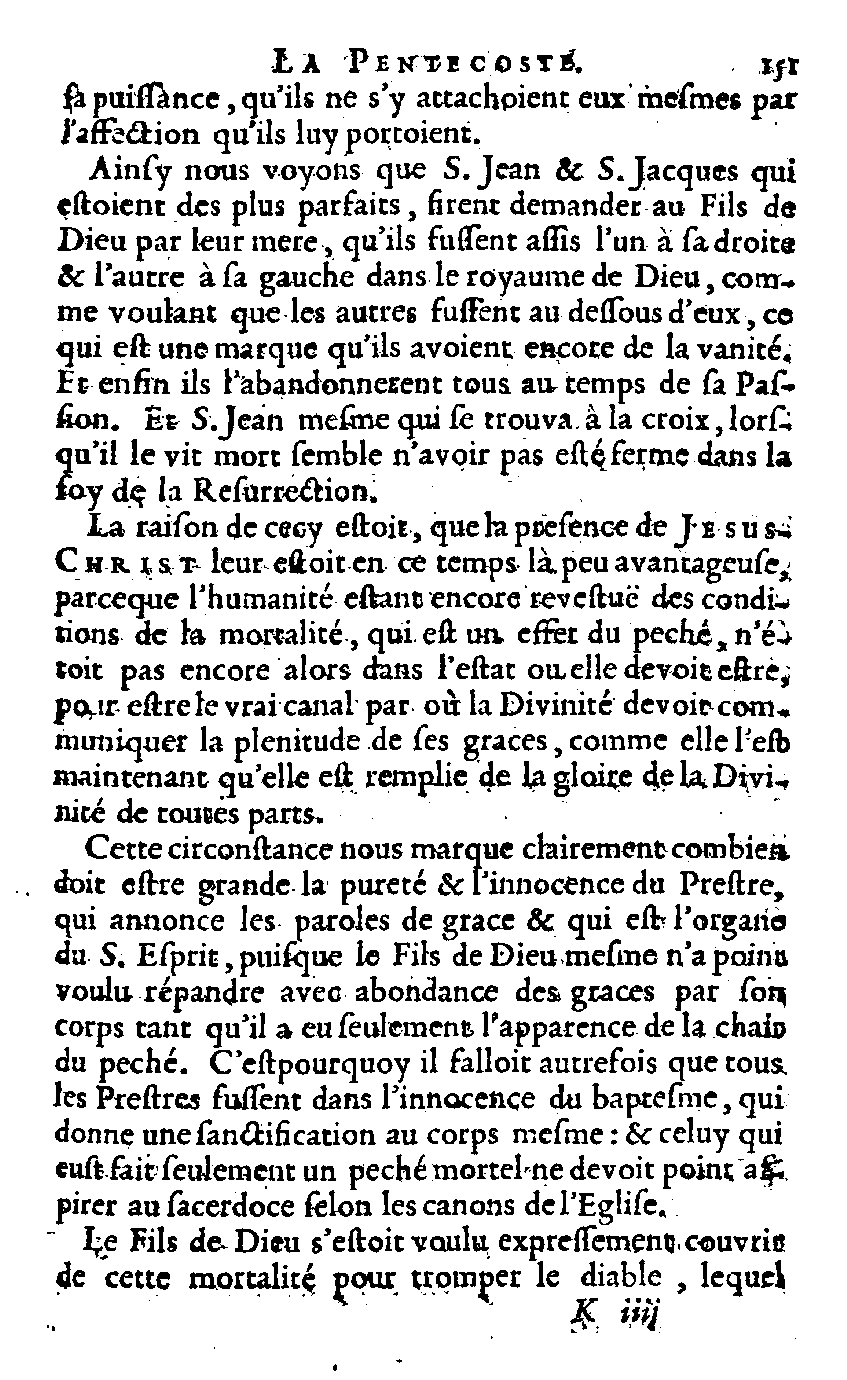 LA PENTECOSTE. 151
ſa puiſſance, qu'ils ne s'y attachoient eux meſmes par
l'affection qu'ils luy portoient.
Ainſy nous voyons que S. Jean & S. Jacques qui
eſtoient des plus parfaits, firent demander au Fils de
Dieu par leur mere, qu'ils fuſſent aſſis l'un à ſa droite
& l'autre à ſa gauche dans le royaume de Dieu, com-
me voulant que les autres fuſſent au deſſous d'eux, ce
qui eſt une marque qu'ils avoient encore de la vanité.
Et enfin ils l'abandonnerent tous au temps de ſa Paſ-
ſion. Et S. Jean meſme qui ſe trouva à la croix, lorſ-
qu'il le vit mort ſemble n'avoir pas eſté ferme dans la
foy de la Reſurrection.
La raiſon de cecy eſtoit, que la preſence de JESUS-
CHRIST leur eſtoit en ce temps là peu avantageuſe,
parceque l'humanité eſtant encore reveſtuë des condi-
tions de la mortalité, qui eſt un effet du peché, n'é-
toit pas encore alors dans l'eſtat ou elle devoit eſtre,
pour eſtre le vrai canal par où la Divinité devoit com-
muniquer la plenitude de ſes graces, comme elle l'eſt
maintenant qu'elle eſt remplie de la gloire de la Divi-
nité de toutes parts.
Cette circonſtance nous marque clairement combien
doit eſtre grande la pureté & l'innocence du Preſtre,
qui annonce les paroles de grace & qui eſt l'organe
du S. Eſprit, puiſque le Fils de Dieu meſme n'a point
voulu répandre avec abondance des graces par ſon
corps tant qu'il a eu ſeulement l'apparence de la chair
du peché. C'eſtpourquoy il falloit autrefois que tous
les Preſtres fuſſent dans l'innocence du bapteſme, qui
donne une ſanctification au corps meſme : & celuy qui
euſt fait ſeulement un peché mortel ne devoit point aſ-
pirer au ſacerdoce ſelon les canons de l'Egliſe.
Le Fils de Dieu s'eſtoit voulu expreſſement couvrir
de cette mortalité pour tromper le diable, lequel
K iiij